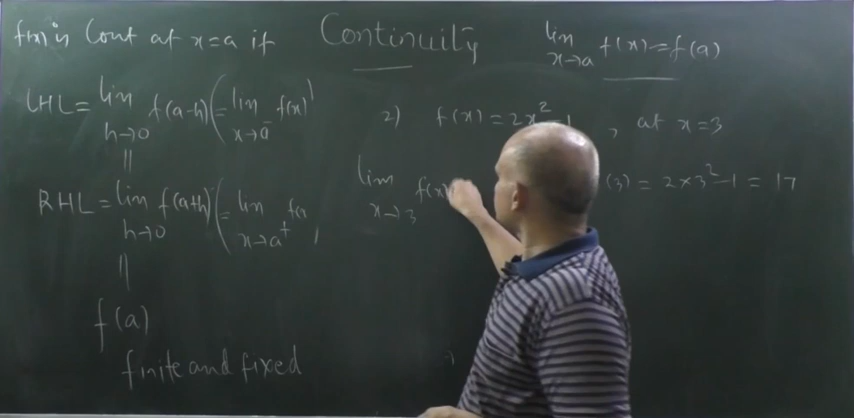 f(x) is Cont at x=a if
Continuity
lim f(x) = f(a)
x→a
LHL = lim f(a-h) (= lim f(x)
h→0 x→a⁻
||
RHL = lim f(a+h) (= lim f(x
h→0 x→a⁺
||
f(a)
finite and fixed
2) f(x) = 2x² - 1, at x=3
lim f(x)
x→3
(3) = 2×3² - 1 = 17